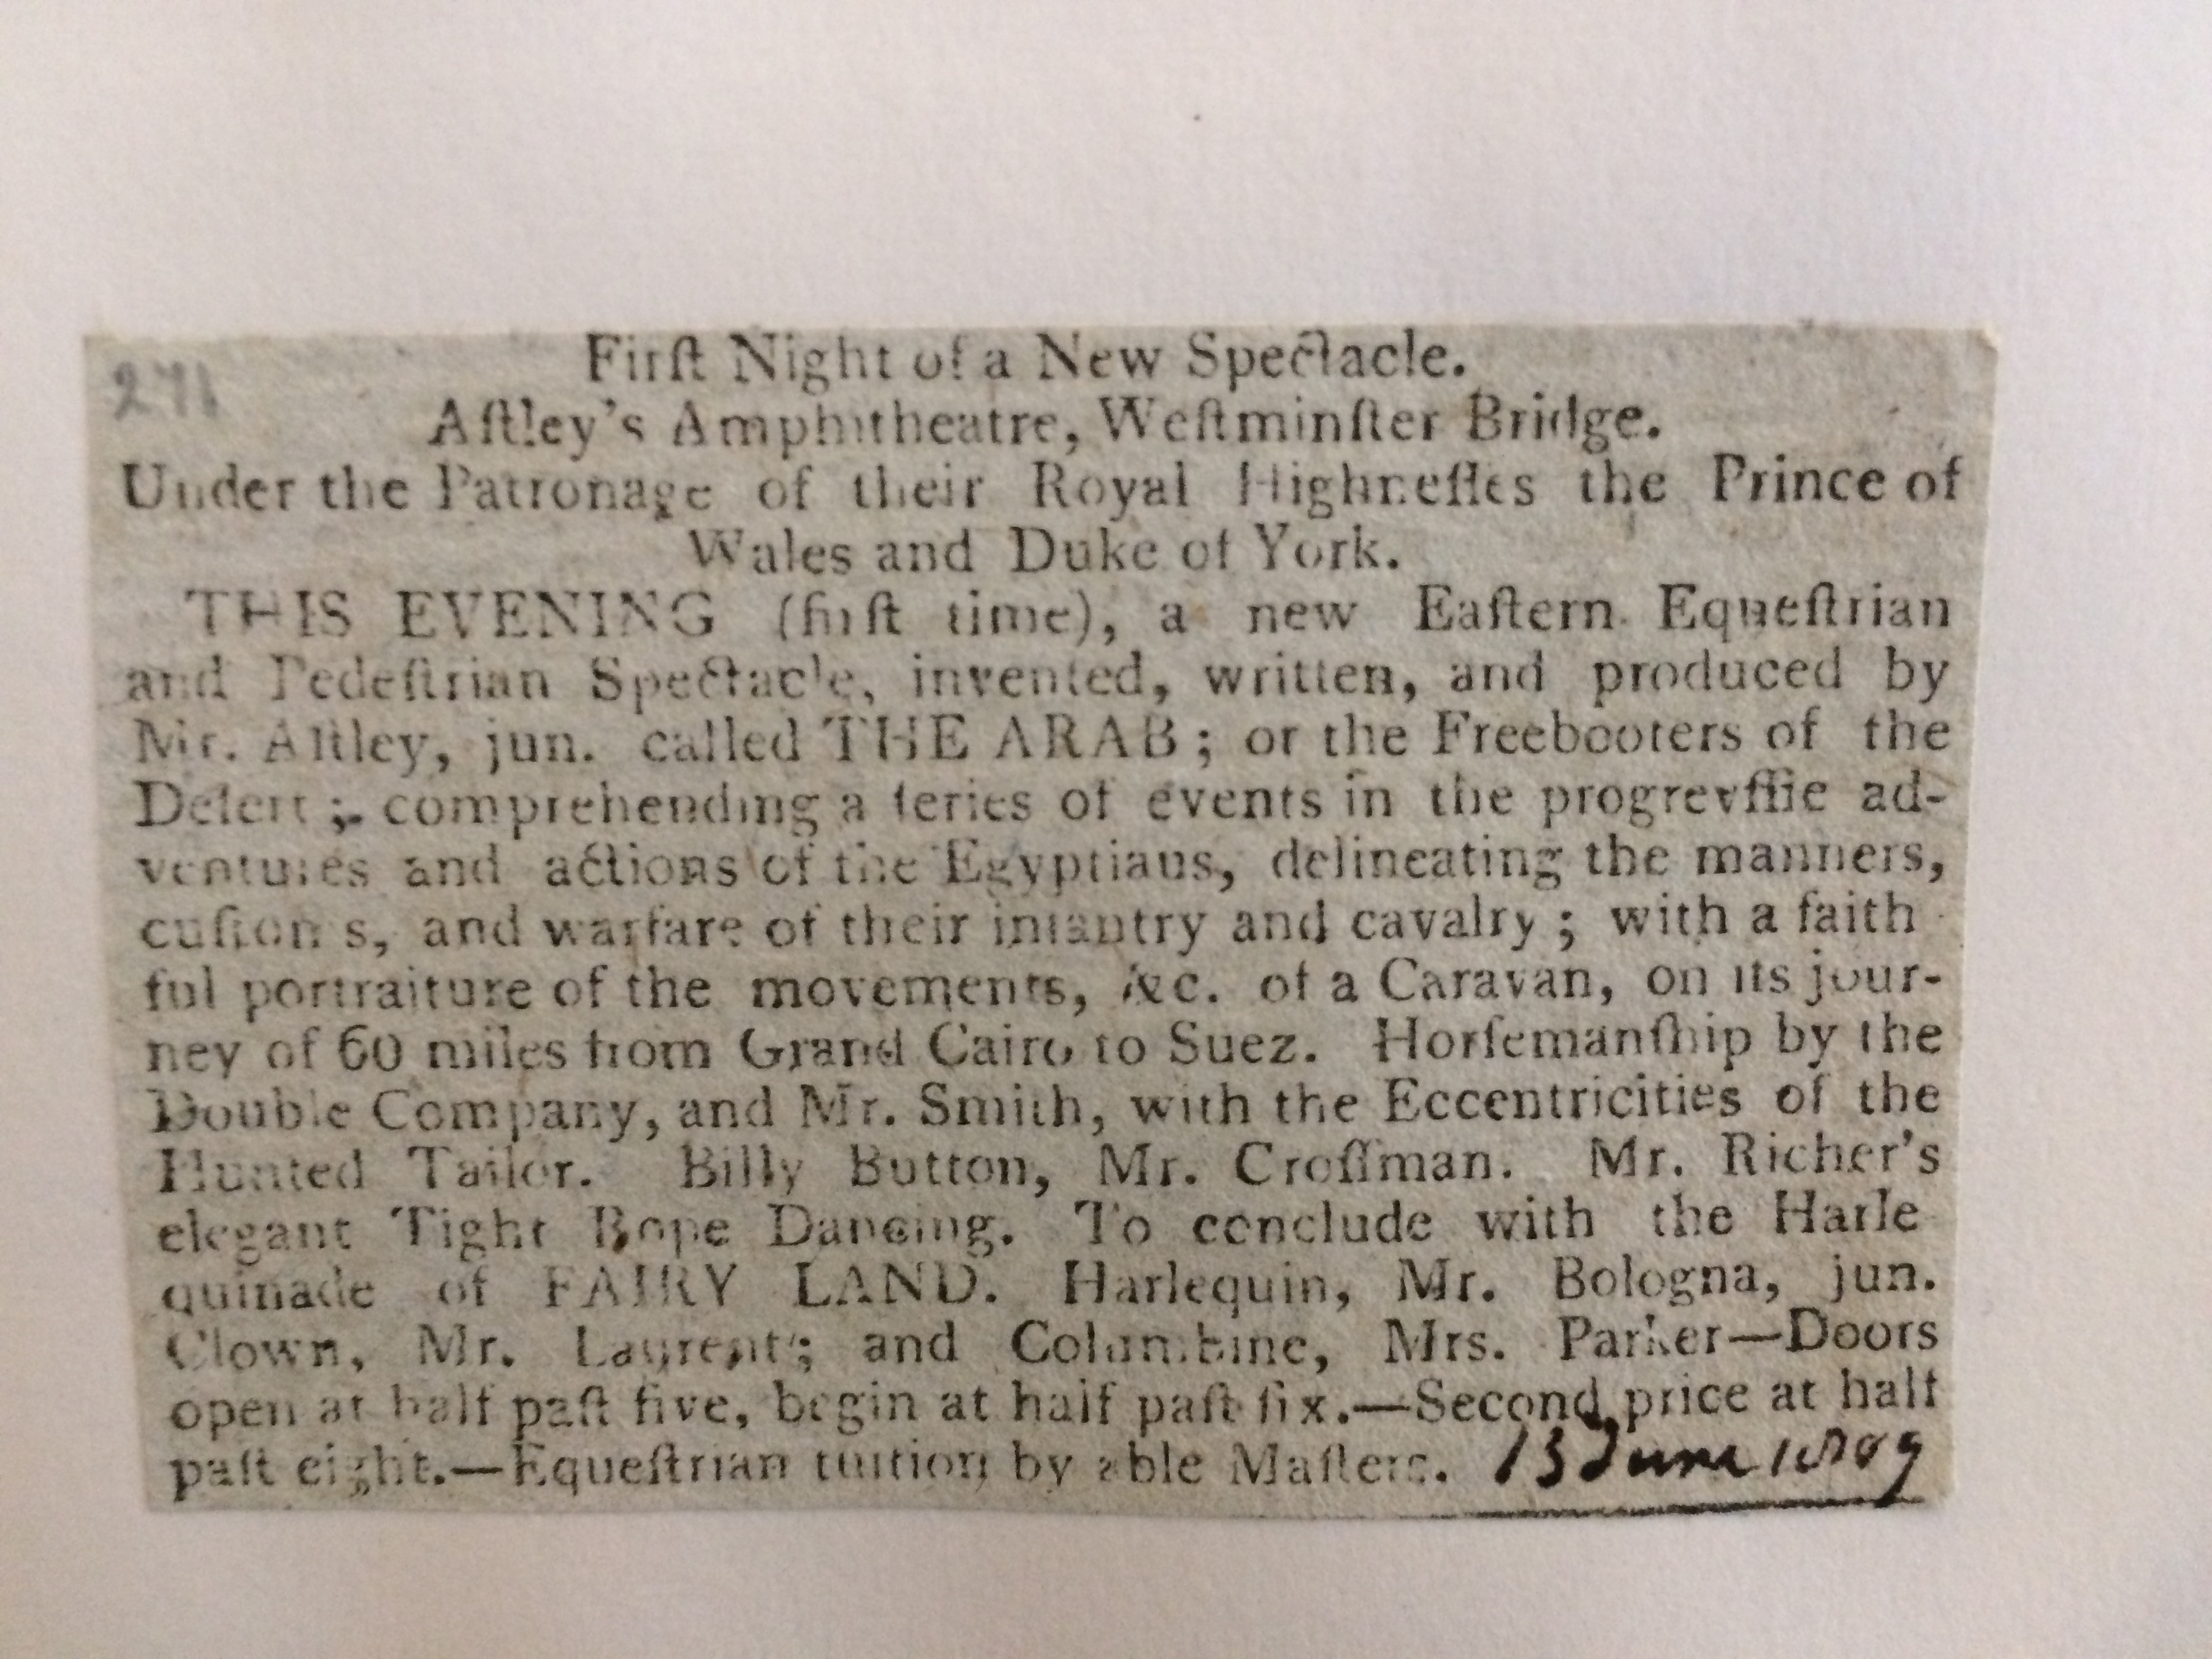 271
Firſt Night of a New Spectacle.
Aſtley's Amphitheatre, Weſtminſter Bridge.
Under the Patronage of their Royal Highneſſes the Prince of
Wales and Duke of York.
THIS EVENING (firſt time), a new Eaſtern Equeſtrian
and Pedeſtrian Spectacle, invented, written, and produced by
Mr. Aſtley, jun. called THE ARAB; or the Freebooters of the
Deſert; comprehending a ſeries of events in the progrevſſie ad-
ventures and actions of the Egyptiaus, delineating the manners,
cuſtoms, and warfare of their infantry and cavalry; with a faith
ful portraiture of the movements, &c. of a Caravan, on its jour-
ney of 60 miles from Grand Cairo to Suez. Horſemanſhip by the
Double Company, and Mr. Smith, with the Eccentricities of the
Hunted Tailor. Billy Button, Mr. Croſſman. Mr. Richer's
elegant Tight Rope Dancing. To conclude with the Harle
quinade of FAIRY LAND. Harlequin, Mr. Bologna, jun.
Clown, Mr. Laurent; and Columbine, Mrs. Parker—Doors
open at half paſt five, begin at half paſt ſix.—Second price at half
paſt eight.—Equeſtrian tuition by able Maſters. 13 June 1809